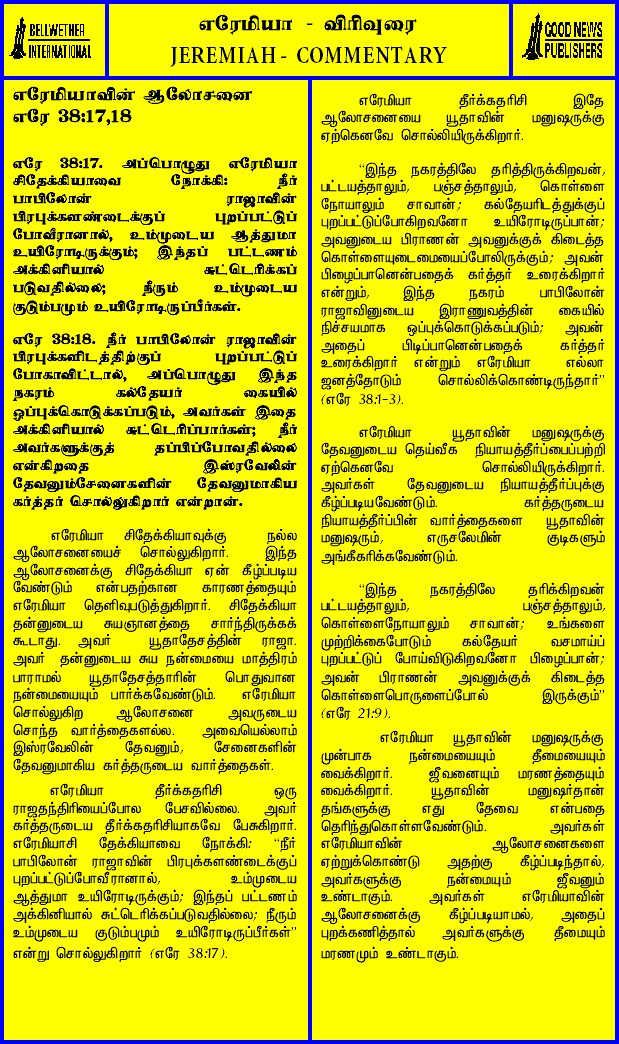 BELLWETHER
INTERNATIONAL
எரேமியா - விரிவுரை
JEREMIAH - COMMENTARY
GOOD NEWS
PUBLISHERS
எரேமியாவின் ஆலோசனை
எரே 38:17,18
எரே 38:17. அப்பொழுது எரேமியா
சிதேக்கியாவை நோக்கி: நீர்
பாபிலோன் ராஜாவின்
பிரபுக்களண்டைக்குப் புறப்பட்டுப்
போவீரானால், உம்முடைய ஆத்துமா
உயிரோடிருக்கும்; இந்தப் பட்டணம்
அக்கினியால் சுட்டெரிக்கப்
படுவதில்லை; நீரும் உம்முடைய
குடும்பமும் உயிரோடிருப்பீர்கள்.
எரே 38:18. நீர் பாபிலோன் ராஜாவின்
பிரபுக்களிடத்திற்குப் புறப்பட்டுப்
போகாவிட்டால், அப்பொழுது இந்த
நகரம் கல்தேயர் கையில்
ஒப்புக்கொடுக்கப்படும், அவர்கள் இதை
அக்கினியால் சுட்டெரிப்பார்கள்; நீர்
அவர்களுக்குத் தப்பிப்போவதில்லை
என்கிறதை இஸ்ரவேலின்
தேவனும்சேனைகளின் தேவனுமாகிய
கர்த்தர் சொல்லுகிறார் என்றான்.
எரேமியா சிதேக்கியாவுக்கு நல்ல
ஆலோசனையைச் சொல்லுகிறார். இந்த
ஆலோசனைக்கு சிதேக்கியா ஏன் கீழ்ப்படிய
வேண்டும் என்பதற்கான காரணத்தையும்
எரேமியா தெளிவுபடுத்துகிறார். சிதேக்கியா
தன்னுடைய சுயஞானத்தை சார்ந்திருக்கக்
கூடாது. அவர் யூதாதேசத்தின் ராஜா.
அவர் தன்னுடைய சுய நன்மையை மாத்திரம்
பாராமல் யூதாதேசத்தாரின் பொதுவான
நன்மையையும் பார்க்கவேண்டும். எரேமியா
சொல்லுகிற ஆலோசனை அவருடைய
சொந்த வார்த்தைகளல்ல. அவையெல்லாம்
இஸ்ரவேலின் தேவனும், சேனைகளின்
தேவனுமாகிய கர்த்தருடைய வார்த்தைகள்.
எரேமியா தீர்க்கதரிசி ஒரு
ராஜதந்திரியைப்போல பேசவில்லை. அவர்
கர்த்தருடைய தீர்க்கதரிசியாகவே பேசுகிறார்.
எரேமியாசி தேக்கியாவை நோக்கி: "நீர்
பாபிலோன் ராஜாவின் பிரபுக்களண்டைக்குப்
புறப்பட்டுப்போவீரானால், உம்முடைய
ஆத்துமா உயிரோடிருக்கும்; இந்தப் பட்டணம்
அக்கினியால் சுட்டெரிக்கப்படுவதில்லை; நீரும்
உம்முடைய குடும்பமும் உயிரோடிருப்பீர்கள்"
என்று சொல்லுகிறார் (எரே 38:17).
எரேமியா தீர்க்கதரிசி இதே
ஆலோசனையை யூதாவின் மனுஷருக்கு
ஏற்கெனவே சொல்லியிருக்கிறார்.
"இந்த நகரத்திலே தரித்திருக்கிறவன்,
பட்டயத்தாலும், பஞ்சத்தாலும், கொள்ளை
நோயாலும் சாவான்; கல்தேயரிடத்துக்குப்
புறப்பட்டுப்போகிறவனோ உயிரோடிருப்பான்;
அவனுடைய பிராணன் அவனுக்குக் கிடைத்த
கொள்ளையுடைமையைப்போலிருக்கும்; அவன்
பிழைப்பானென்பதைக் கர்த்தர் உரைக்கிறார்
என்றும், இந்த நகரம் பாபிலோன்
ராஜாவினுடைய இராணுவத்தின் கையில்
நிச்சயமாக ஒப்புக்கொடுக்கப்படும்; அவன்
அதைப் பிடிப்பானென்பதைக் கர்த்தர்
உரைக்கிறார் என்றும் எரேமியா எல்லா
ஜனத்தோடும் சொல்லிக்கொண்டிருந்தார்"
(எரே 38:1-3).
எரேமியா யூதாவின் மனுஷருக்கு
தேவனுடைய தெய்வீக நியாயத்தீர்ப்பைப்பற்றி
ஏற்கெனவே சொல்லியிருக்கிறார்.
அவர்கள் தேவனுடைய நியாயத்தீர்ப்புக்கு
கீழ்ப்படியவேண்டும். கர்த்தருடைய
நியாயத்தீர்ப்பின் வார்த்தைகளை யூதாவின்
மனுஷரும், எருசலேமின் குடிகளும்
அங்கீகரிக்கவேண்டும்.
"இந்த நகரத்திலே தரிக்கிறவன்
பட்டயத்தாலும், பஞ்சத்தாலும்,
கொள்ளைநோயாலும் சாவான்; உங்களை
முற்றிக்கைபோடும் கல்தேயர் வசமாய்ப்
புறப்பட்டுப் போய்விடுகிறவனோ பிழைப்பான்;
அவன் பிராணன் அவனுக்குக் கிடைத்த
கொள்ளைபொருளைப்போல் இருக்கும்"
(எரே 21:9).
எரேமியா யூதாவின் மனுஷருக்கு
முன்பாக நன்மையையும் தீமையையும்
வைக்கிறார். ஜீவனையும் மரணத்தையும்
வைக்கிறார். யூதாவின் மனுஷர்தான்
தங்களுக்கு எது தேவை என்பதை
தெரிந்துகொள்ளவேண்டும். அவர்கள்
எரேமியாவின் ஆலோசனைகளை
ஏற்றுக்கொண்டு அதற்கு கீழ்ப்படிந்தால்,
அவர்களுக்கு நன்மையும் ஜீவனும்
உண்டாகும். அவர்கள் எரேமியாவின்
ஆலோசனைக்கு கீழ்ப்படியாமல், அதைப்
புறக்கணித்தால் அவர்களுக்கு தீமையும்
மரணமும் உண்டாகும்.